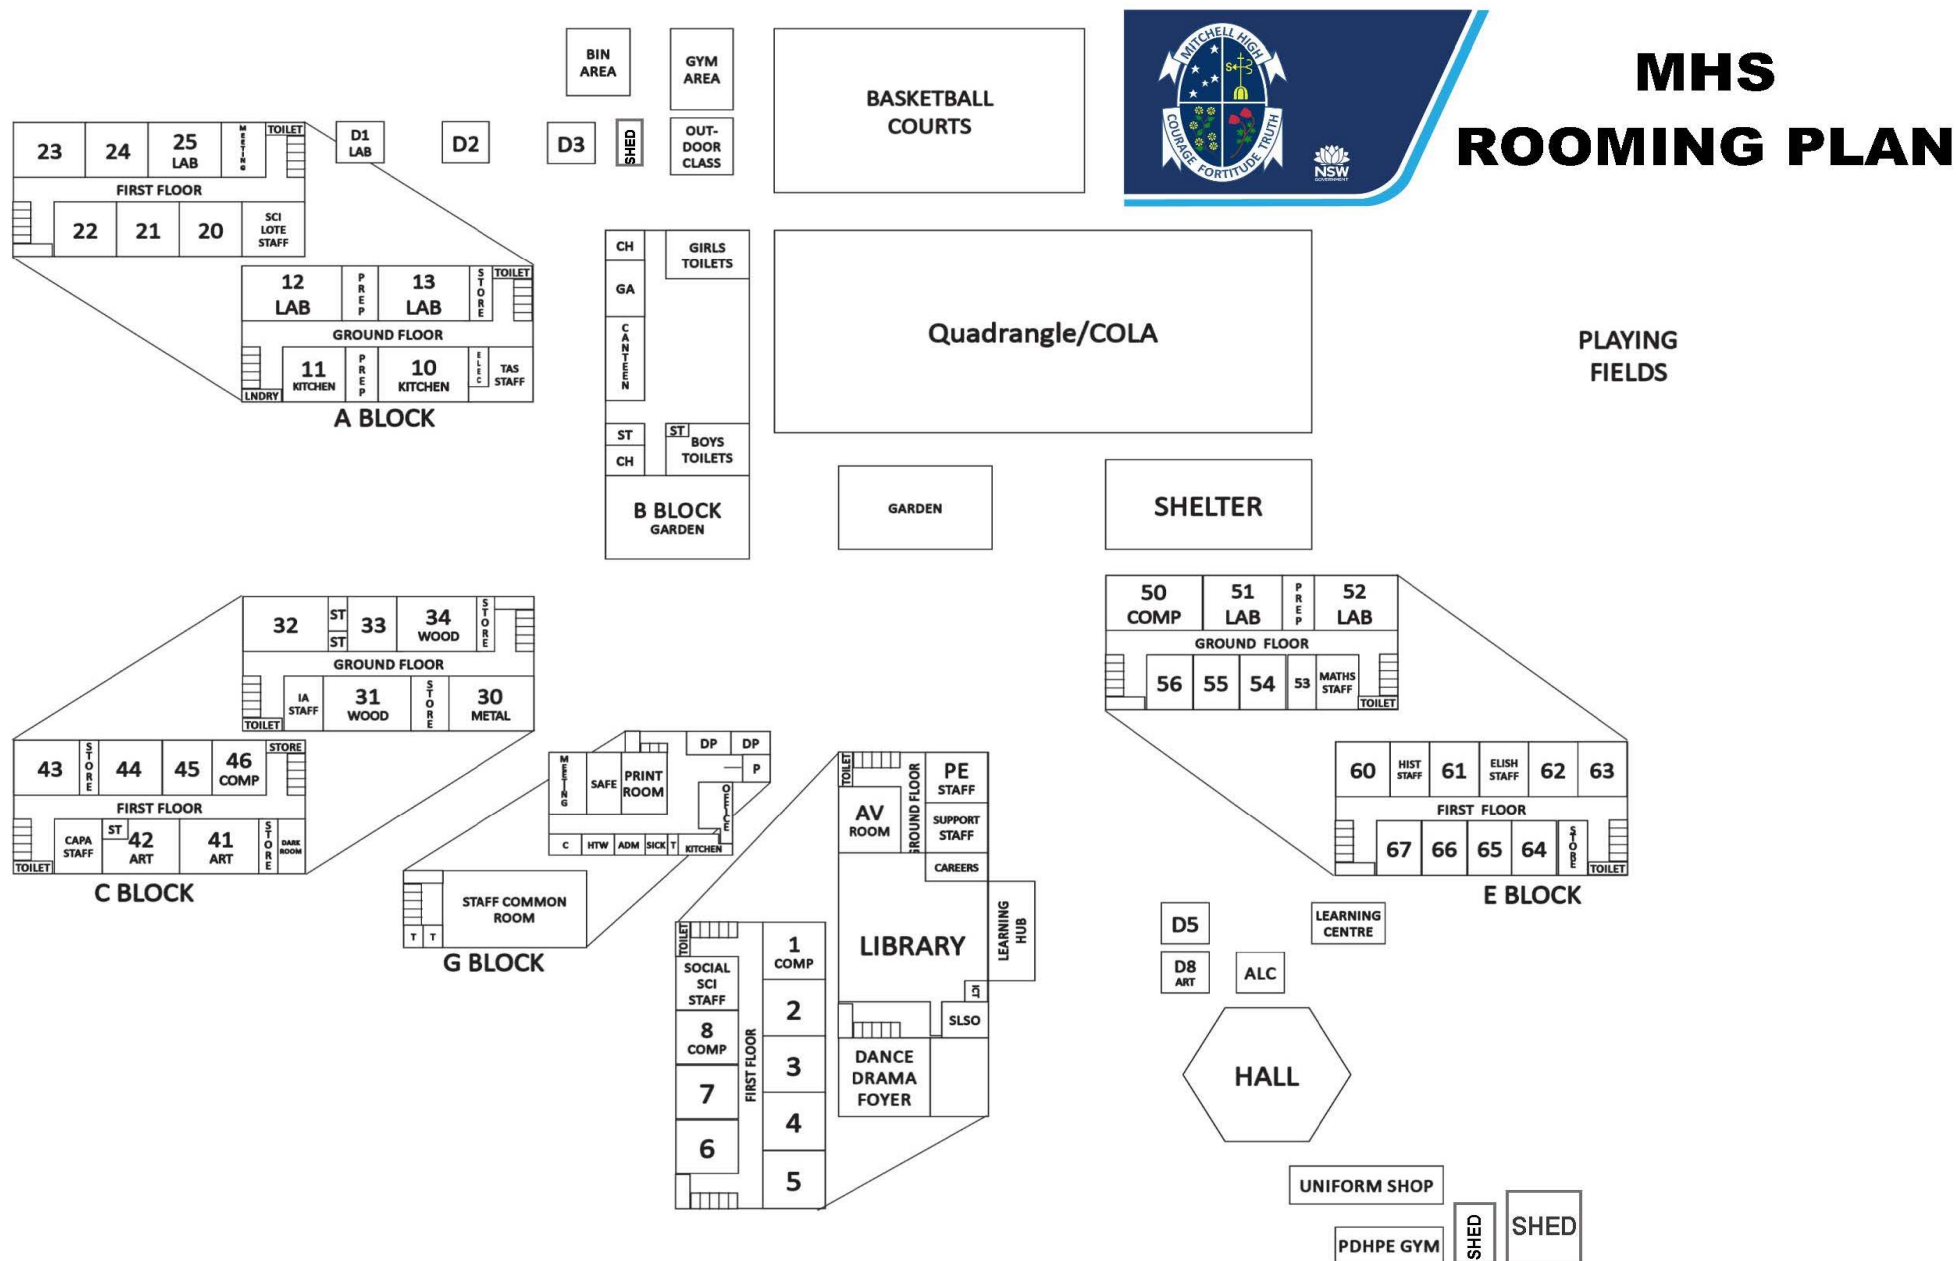 MHS
ROOMING PLAN
MITCHELL HIGH
COURAGE FORTITUDE TRUTH
S
NSW
GOVERNMENT
BIN
AREA
GYM
AREA
BASKETBALL
COURTS
23
24
25
LAB
MEETING
TOILET
FIRST FLOOR
22
21
20
SCI
LOTE
STAFF
D1
LAB
D2
D3
SHED
OUT-
DOOR
CLASS
12
LAB
PREP
13
LAB
STORE
TOILET
GROUND FLOOR
11
KITCHEN
PREP
10
KITCHEN
ELEC
TAS
STAFF
LNDRY
A BLOCK
CH
GIRLS
TOILETS
GA
CANTEEN
ST
ST
BOYS
TOILETS
CH
B BLOCK
GARDEN
Quadrangle/COLA
PLAYING
FIELDS
GARDEN
SHELTER
32
ST
ST
33
34
WOOD
STORE
GROUND FLOOR
IA
STAFF
31
WOOD
STORE
30
METAL
TOILET
43
STORE
44
45
46
COMP
STORE
FIRST FLOOR
CAPA
STAFF
ST
42
ART
41
ART
STORE
DARK
ROOM
TOILET
C BLOCK
MEETING
SAFE
PRINT
ROOM
DP
DP
P
OFFICE
C
HTW
ADM
SICK
T
KITCHEN
STAFF COMMON
ROOM
T
T
G BLOCK
TOILET
GROUND FLOOR
PE
STAFF
AV
ROOM
SUPPORT
STAFF
CAREERS
LIBRARY
LEARNING
HUB
ICT
SLSO
DANCE
DRAMA
FOYER
TOILET
1
COMP
SOCIAL
SCI
STAFF
2
8
COMP
FIRST FLOOR
3
7
4
6
5
50
COMP
51
LAB
PREP
52
LAB
GROUND FLOOR
56
55
54
53
MATHS
STAFF
TOILET
60
HIST
STAFF
61
ELISH
STAFF
62
63
FIRST FLOOR
67
66
65
64
STORE
TOILET
E BLOCK
D5
LEARNING
CENTRE
D8
ART
ALC
HALL
UNIFORM SHOP
PDHPE GYM
SHED
SHED